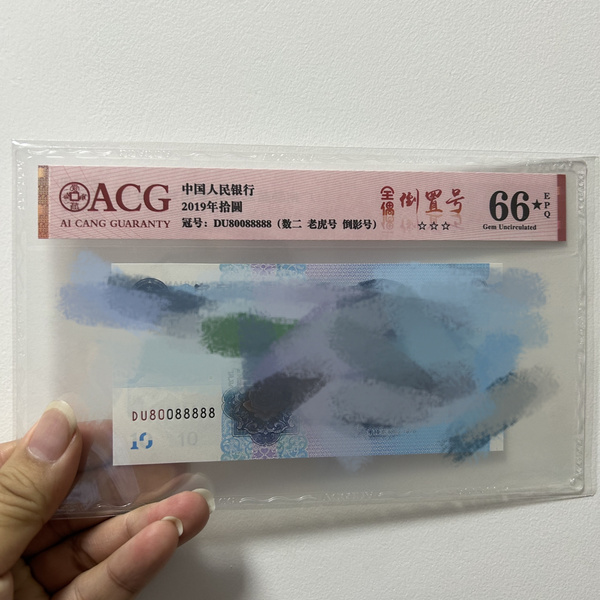 ACG
AI CANG GUARANTY
中国人民银行
2019年拾圆
冠号：DU80088888（数二 老虎号 倒影号）
全偶
倒置号
☆☆☆
66★
EPQ
Gem Uncirculated
DU80088888
10 10